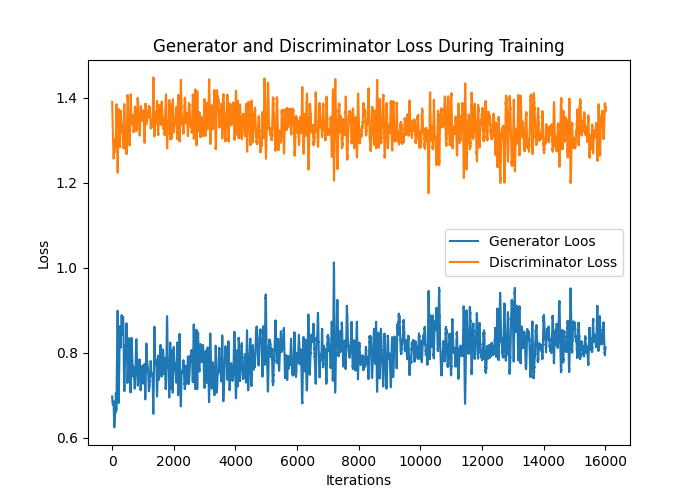 Generator and Discriminator Loss During Training
1.4
1.2
1.0
0.8
0.6
Loss
Generator Loos
Discriminator Loss
0 2000 4000 6000 8000 10000 12000 14000 16000
Iterations